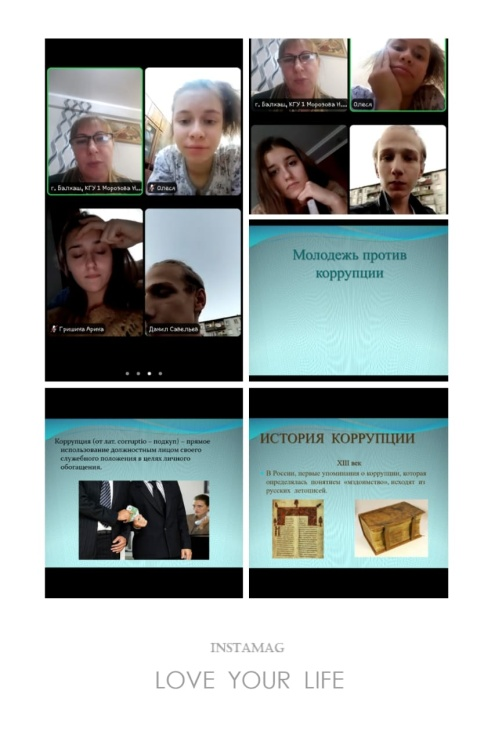 г. Балхаш, КГУ 1 Морозова И...
Олеся
Гришина Арина
Данил Савельев
г. Балхаш, КГУ 1 Морозова И...
Олеся
Молодежь против
коррупции
Коррупция (от лат. corruptio – подкуп) – прямое
использование должностным лицом своего
служебного положения в целях личного
обогащения.
ИСТОРИЯ КОРРУПЦИИ
XIII век
В России, первые упоминания о коррупции, которая
определялась понятием «мздоимство», исходят из
русских летописей.
INSTAMAG
LOVE YOUR LIFE